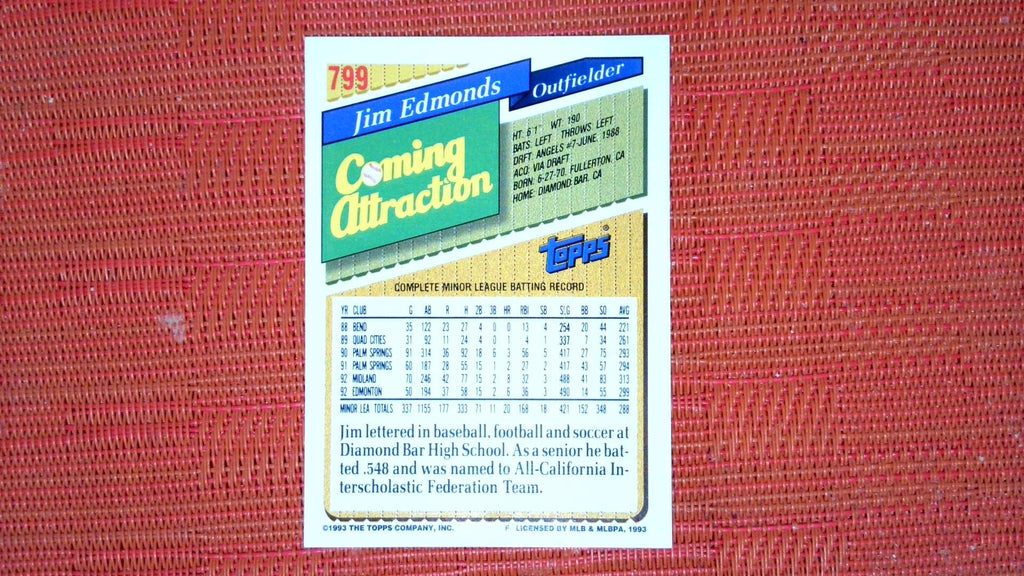 799
Jim Edmonds
Outfielder
Coming
Attraction
HT: 6'1" WT: 190
BATS: LEFT THROWS: LEFT
DRFT: ANGELS #7-JUNE, 1988
ACQ: VIA DRAFT
BORN: 6-27-70, FULLERTON, CA
HOME: DIAMOND BAR, CA
topps®
COMPLETE MINOR LEAGUE BATTING RECORD
YR CLUB G AB R H 2B 3B HR RBI SB SLG BB SO AVG
88 BEND 35 122 23 27 4 0 0 13 4 254 20 44 221
89 QUAD CITIES 31 92 11 24 4 0 1 4 1 337 7 34 261
90 PALM SPRINGS 91 314 36 92 18 6 3 56 5 417 27 75 293
91 PALM SPRINGS 60 187 28 55 15 1 2 27 2 417 43 57 294
92 MIDLAND 70 246 42 77 15 2 8 32 3 488 41 83 313
92 EDMONTON 50 194 37 58 15 2 6 36 3 490 14 55 299
MINOR LEA TOTALS 337 1155 177 333 71 11 20 168 18 421 152 348 288
Jim lettered in baseball, football and soccer at
Diamond Bar High School. As a senior he bat-
ted .548 and was named to All-California In-
terscholastic Federation Team.
©1993 THE TOPPS COMPANY, INC.
F LICENSED BY MLB & MLBPA, 1993